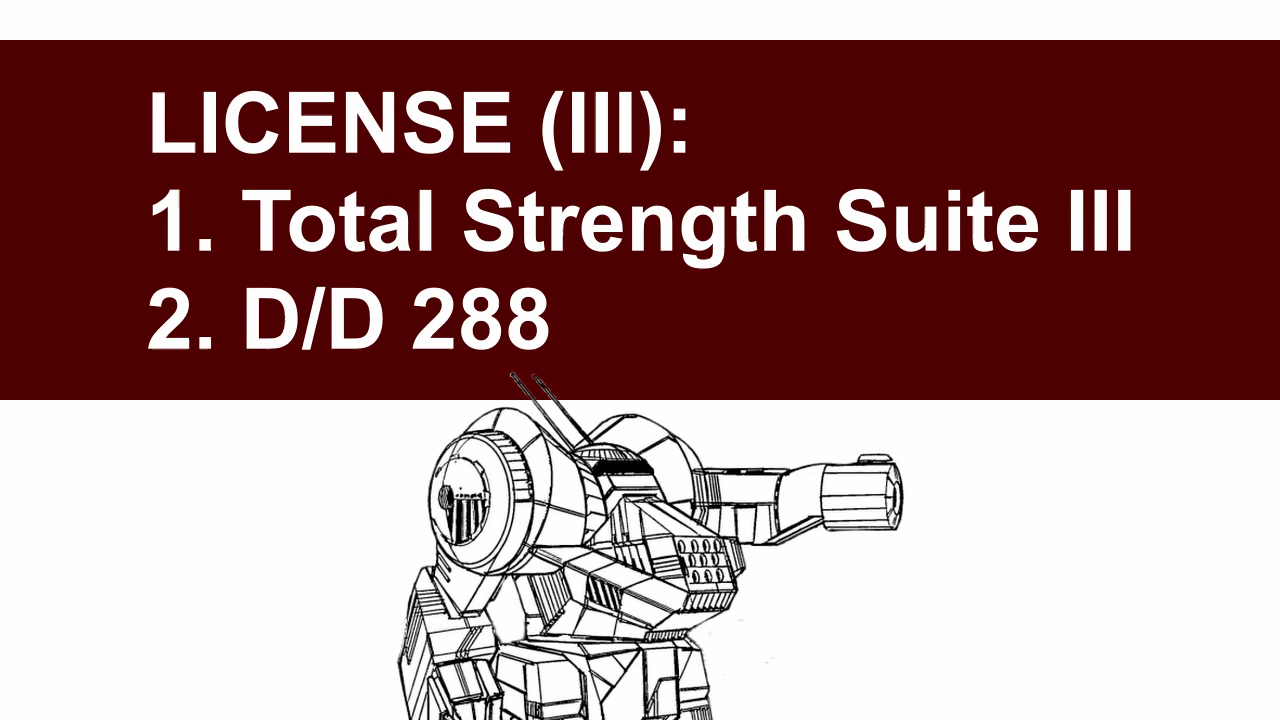 LICENSE (III):
1. Total Strength Suite III
2. D/D 288